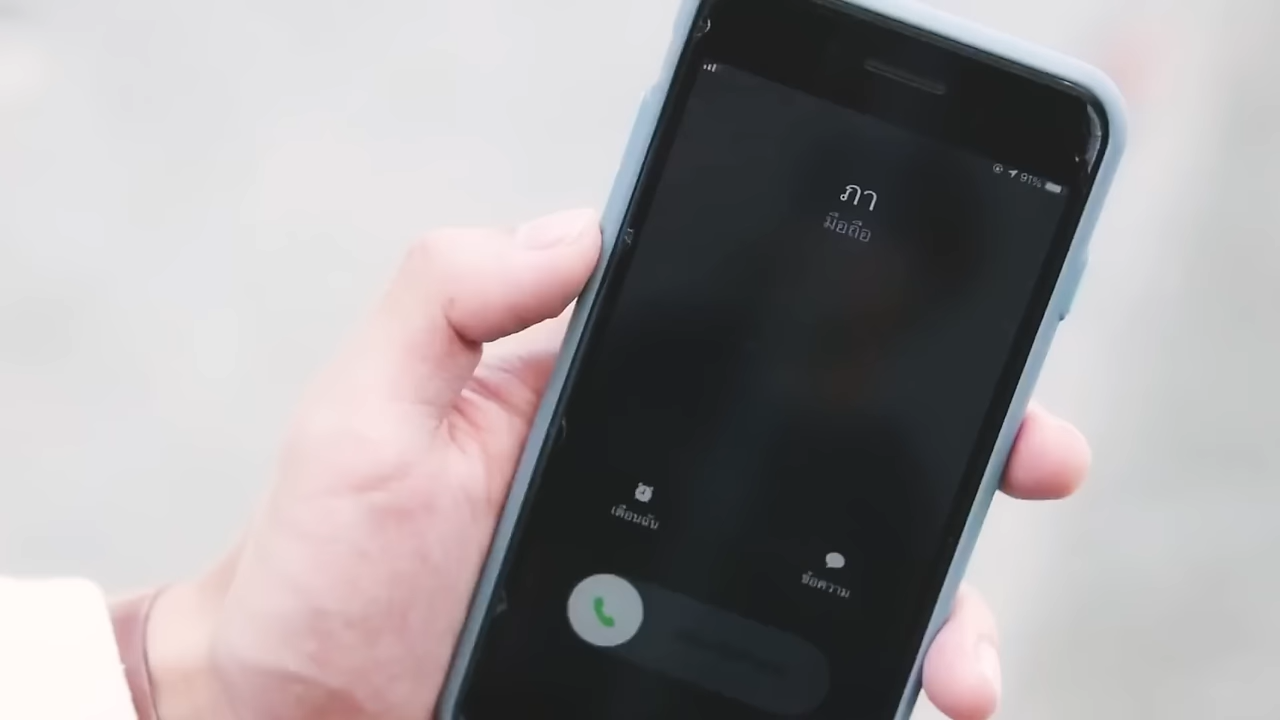 91%
ภา
มือถือ
เตือนฉัน
ข้อความ